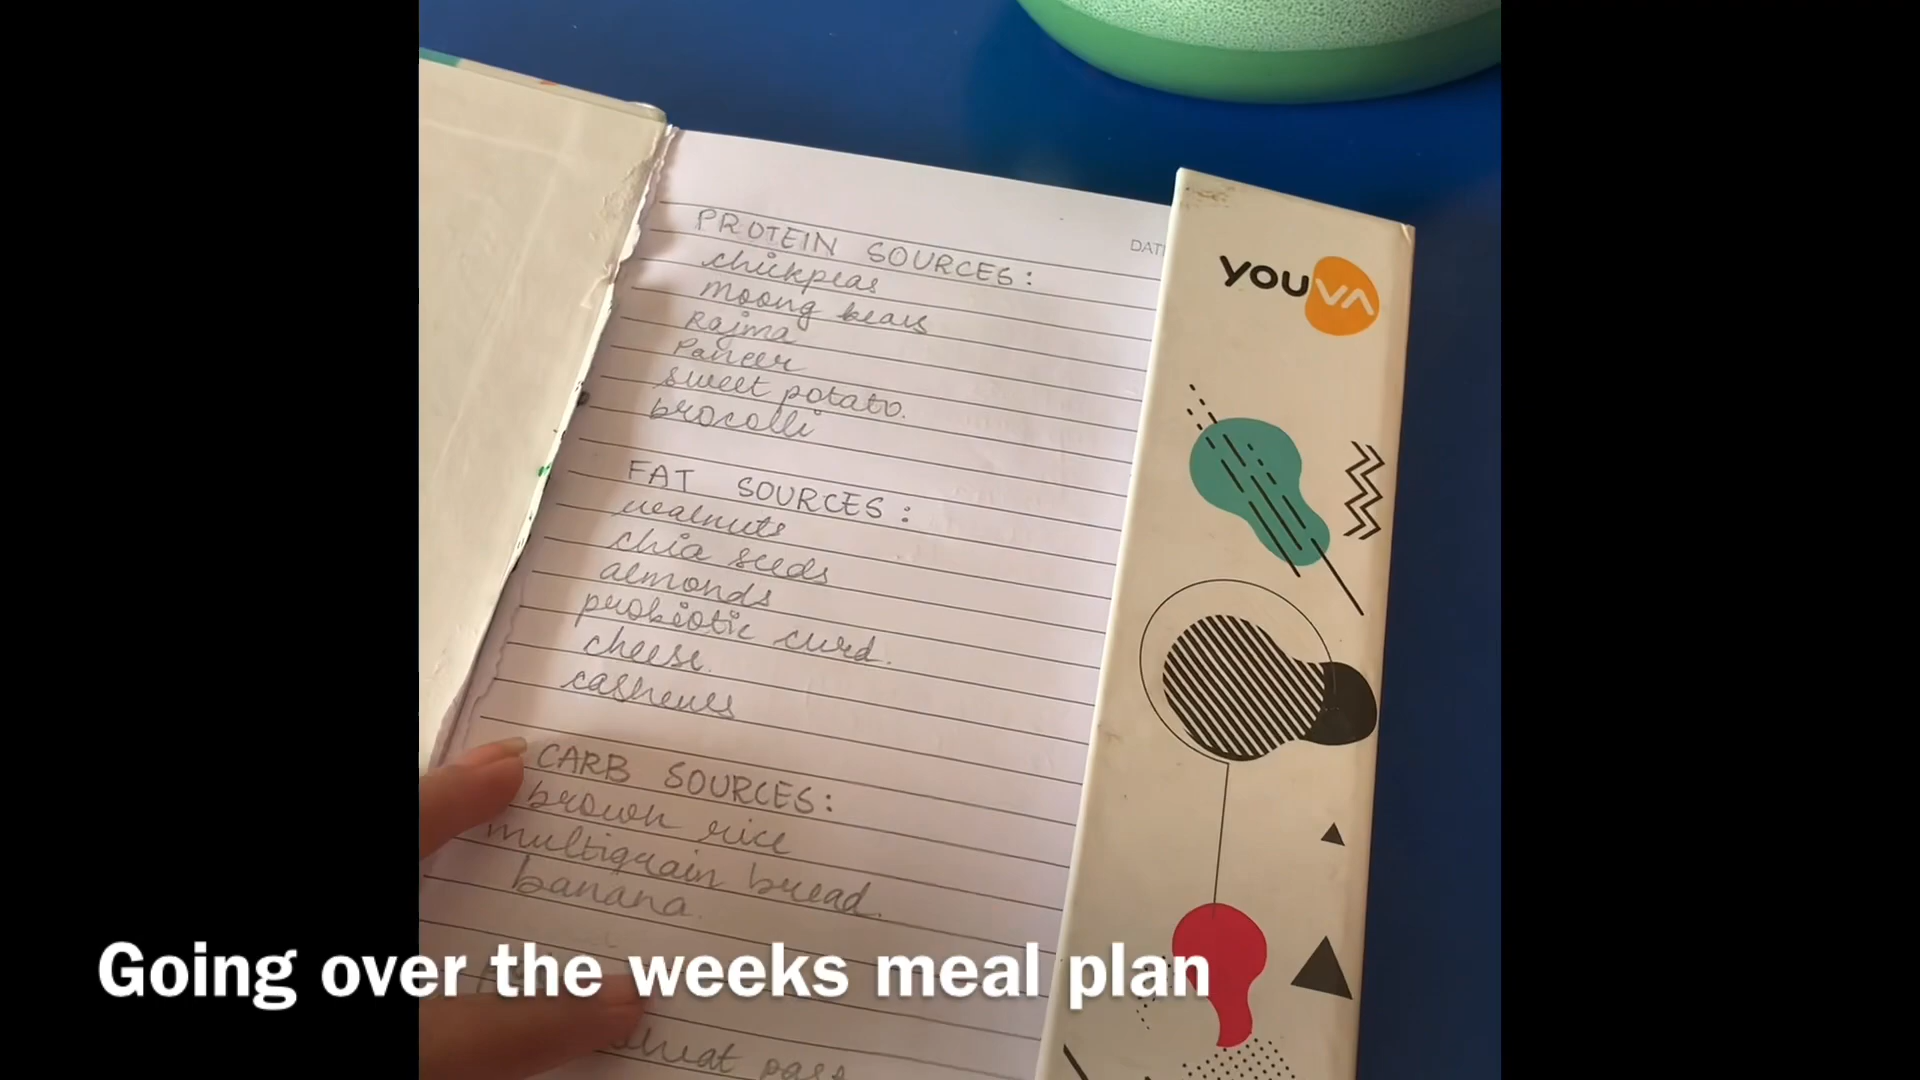 DAT
PROTEIN SOURCES:
chickpeas
moong beans
Rajma
Paneer
sweet potato.
brocolli
FAT SOURCES:
walnuts
chia seeds
almonds
probiotic curd.
cheese.
cashews
CARB SOURCES:
brown rice
multigrain bread.
banana.
youva
Going over the weeks meal plan